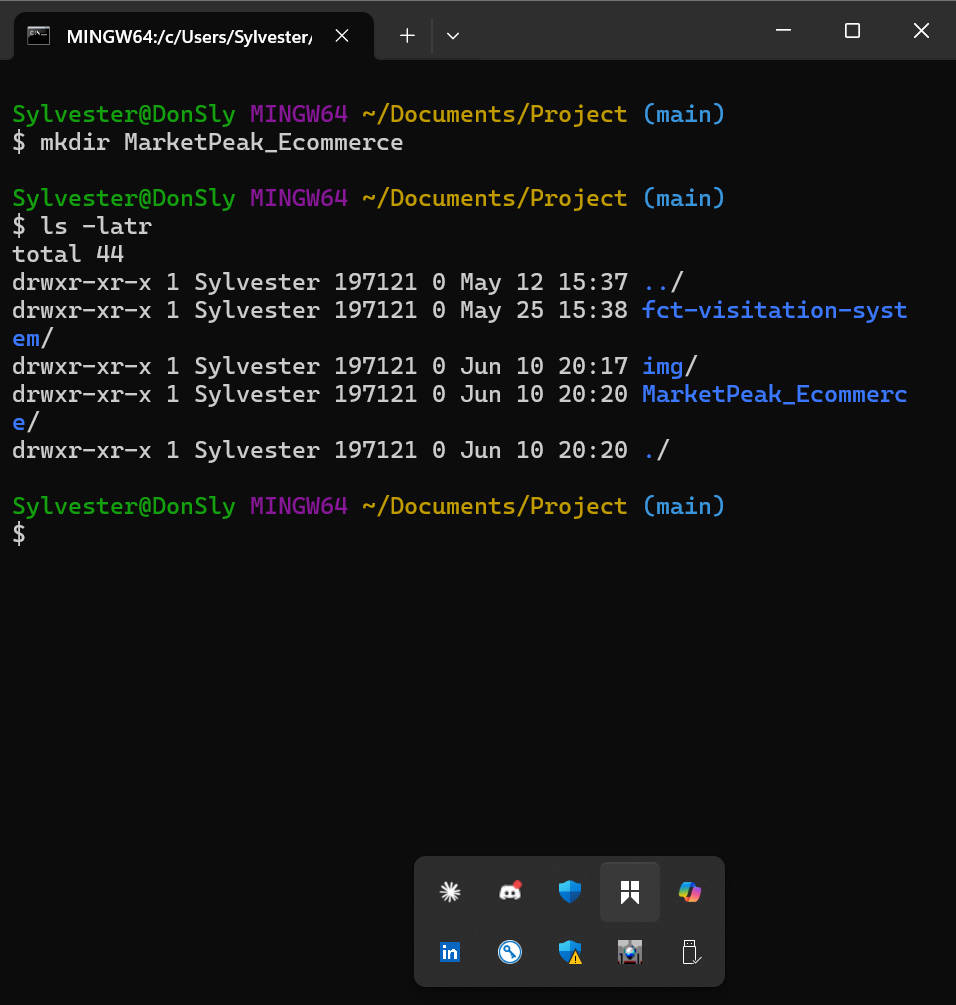 MINGW64:/c/Users/Sylvester/
Sylvester@DonSly MINGW64 ~/Documents/Project (main)
$ mkdir MarketPeak_Ecommerce
Sylvester@DonSly MINGW64 ~/Documents/Project (main)
$ ls -latr
total 44
drwxr-xr-x 1 Sylvester 197121 0 May 12 15:37 ../
drwxr-xr-x 1 Sylvester 197121 0 May 25 15:38 fct-visitation-syst
em/
drwxr-xr-x 1 Sylvester 197121 0 Jun 10 20:17 img/
drwxr-xr-x 1 Sylvester 197121 0 Jun 10 20:20 MarketPeak_Ecommerc
e/
drwxr-xr-x 1 Sylvester 197121 0 Jun 10 20:20 ./
Sylvester@DonSly MINGW64 ~/Documents/Project (main)
$
in